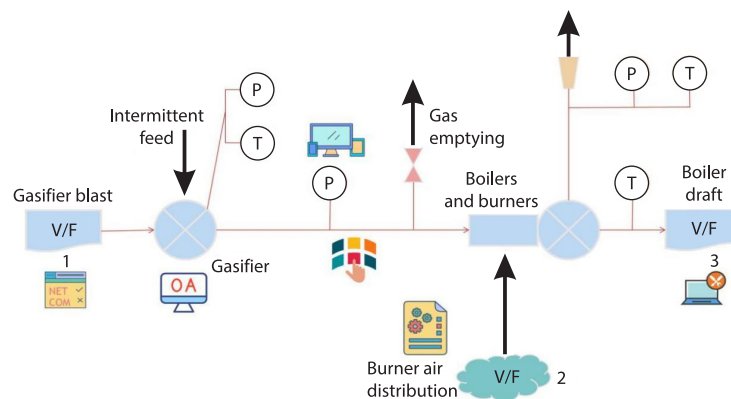 P
T
Intermittent
feed
P
Gas
emptying
P
T
Boilers
and burners
T
Boiler
draft
Gasifier blast
V/F
1
NET
COM
OA
Gasifier
V/F
3
Burner air
distribution
V/F
2